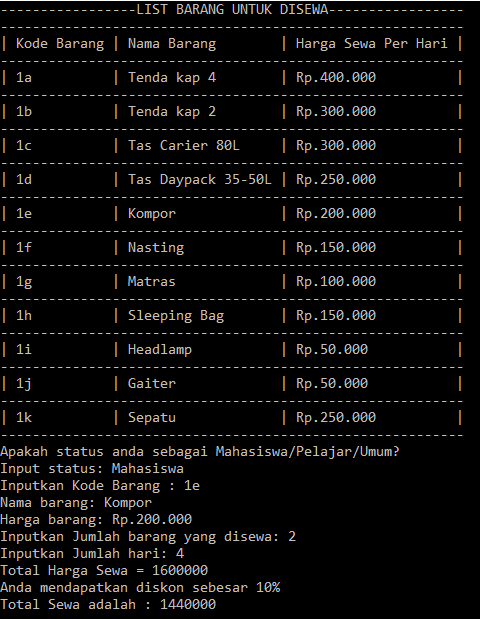 -----------------LIST BARANG UNTUK DISEWA-----------------
----------------------------------------------------------
| Kode Barang | Nama Barang | Harga Sewa Per Hari |
----------------------------------------------------------
| 1a | Tenda kap 4 | Rp.400.000 |
----------------------------------------------------------
| 1b | Tenda kap 2 | Rp.300.000 |
----------------------------------------------------------
| 1c | Tas Carier 80L | Rp.300.000 |
----------------------------------------------------------
| 1d | Tas Daypack 35-50L | Rp.250.000 |
----------------------------------------------------------
| 1e | Kompor | Rp.200.000 |
----------------------------------------------------------
| 1f | Nasting | Rp.150.000 |
----------------------------------------------------------
| 1g | Matras | Rp.100.000 |
----------------------------------------------------------
| 1h | Sleeping Bag | Rp.150.000 |
----------------------------------------------------------
| 1i | Headlamp | Rp.50.000 |
----------------------------------------------------------
| 1j | Gaiter | Rp.50.000 |
----------------------------------------------------------
| 1k | Sepatu | Rp.250.000 |
----------------------------------------------------------
Apakah status anda sebagai Mahasiswa/Pelajar/Umum?
Input status: Mahasiswa
Inputkan Kode Barang : 1e
Nama barang: Kompor
Harga barang: Rp.200.000
Inputkan Jumlah barang yang disewa: 2
Inputkan Jumlah hari: 4
Total Harga Sewa = 1600000
Anda mendapatkan diskon sebesar 10%
Total Sewa adalah : 1440000